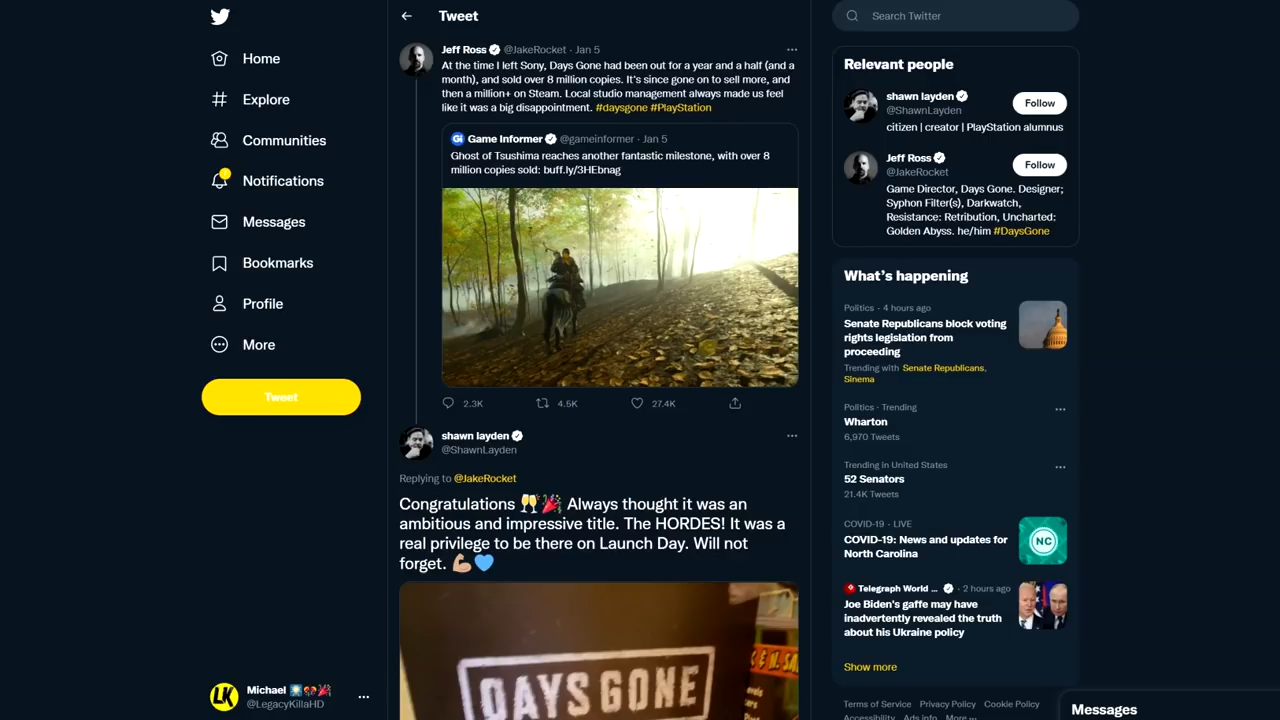 Home
Explore
Communities
Notifications
Messages
Bookmarks
Profile
More
Tweet
Michael
@LegacyKillaHD
Tweet
Jeff Ross @JakeRocket · Jan 5
At the time I left Sony, Days Gone had been out for a year and a half (and a
month), and sold over 8 million copies. It's since gone on to sell more, and
then a million+ on Steam. Local studio management always made us feel
like it was a big disappointment. #daysgone #PlayStation
Game Informer @gameinformer · Jan 5
Ghost of Tsushima reaches another fantastic milestone, with over 8
million copies sold: buff.ly/3HEbnag
2.3K 4.5K 27.4K
shawn layden
@ShawnLayden
Replying to @JakeRocket
Congratulations 🥂🎉 Always thought it was an
ambitious and impressive title. The HORDES! It was a
real privilege to be there on Launch Day. Will not
forget. 💪🏼💙
DAYS GONE
Search Twitter
Relevant people
shawn layden
@ShawnLayden
Follow
citizen | creator | PlayStation alumnus
Jeff Ross
@JakeRocket
Follow
Game Director, Days Gone. Designer;
Syphon Filter(s), Darkwatch,
Resistance: Retribution, Uncharted:
Golden Abyss. he/him #DaysGone
What's happening
Politics · 4 hours ago
Senate Republicans block voting
rights legislation from
proceeding
Trending with Senate Republicans,
Sinema
Politics · Trending
Wharton
6,970 Tweets
Trending in United States
52 Senators
21.4K Tweets
COVID-19 · LIVE
COVID-19: News and updates for
North Carolina
NC
Telegraph World ... · 2 hours ago
Joe Biden's gaffe may have
inadvertently revealed the truth
about his Ukraine policy
Show more
Terms of Service Privacy Policy Cookie Policy
Accessibility Ads info More ...
Messages